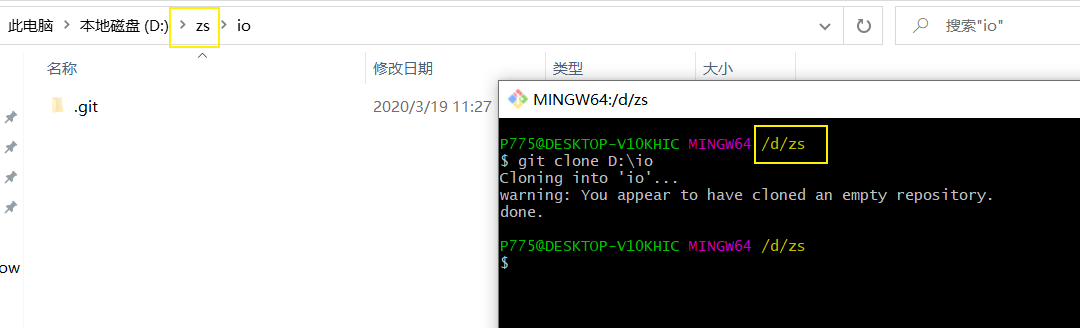 此电脑 > 本地磁盘 (D:) > zs > io
搜索"io"
名称 修改日期 类型 大小
.git 2020/3/19 11:27
MINGW64:/d/zs
P775@DESKTOP-V1OKHIC MINGW64 /d/zs
$ git clone D:\io
Cloning into 'io'...
warning: You appear to have cloned an empty repository.
done.
P775@DESKTOP-V1OKHIC MINGW64 /d/zs
$
ow